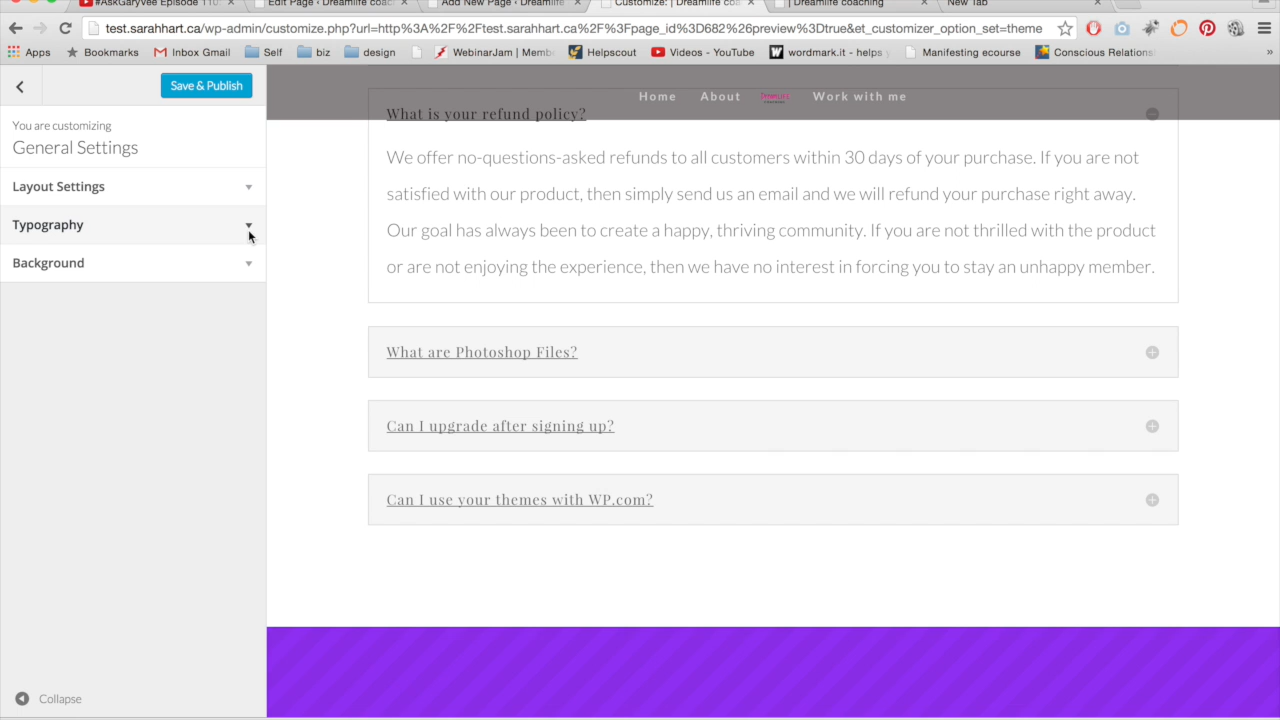 #AskGaryVee Episode 110: × Edit Page ‹ Dreamlife coac × Add New Page ‹ Dreamlife × Customize: | Dreamlife coa × | Dreamlife coaching × New Tab ×
test.sarahhart.ca/wp-admin/customize.php?url=http%3A%2F%2Ftest.sarahhart.ca%2F%3Fpage_id%3D682%26preview%3Dtrue&et_customizer_option_set=theme
Apps Bookmarks Inbox Gmail Self biz design WebinarJam | Memb Helpscout Videos - YouTube wordmark.it - helps y Manifesting ecourse Conscious Relations »
Save & Publish
You are customizing
General Settings
Layout Settings
Typography
Background
Collapse
Home About Work with me
What is your refund policy?
We offer no-questions-asked refunds to all customers within 30 days of your purchase. If you are not
satisfied with our product, then simply send us an email and we will refund your purchase right away.
Our goal has always been to create a happy, thriving community. If you are not thrilled with the product
or are not enjoying the experience, then we have no interest in forcing you to stay an unhappy member.
What are Photoshop Files?
Can I upgrade after signing up?
Can I use your themes with WP.com?